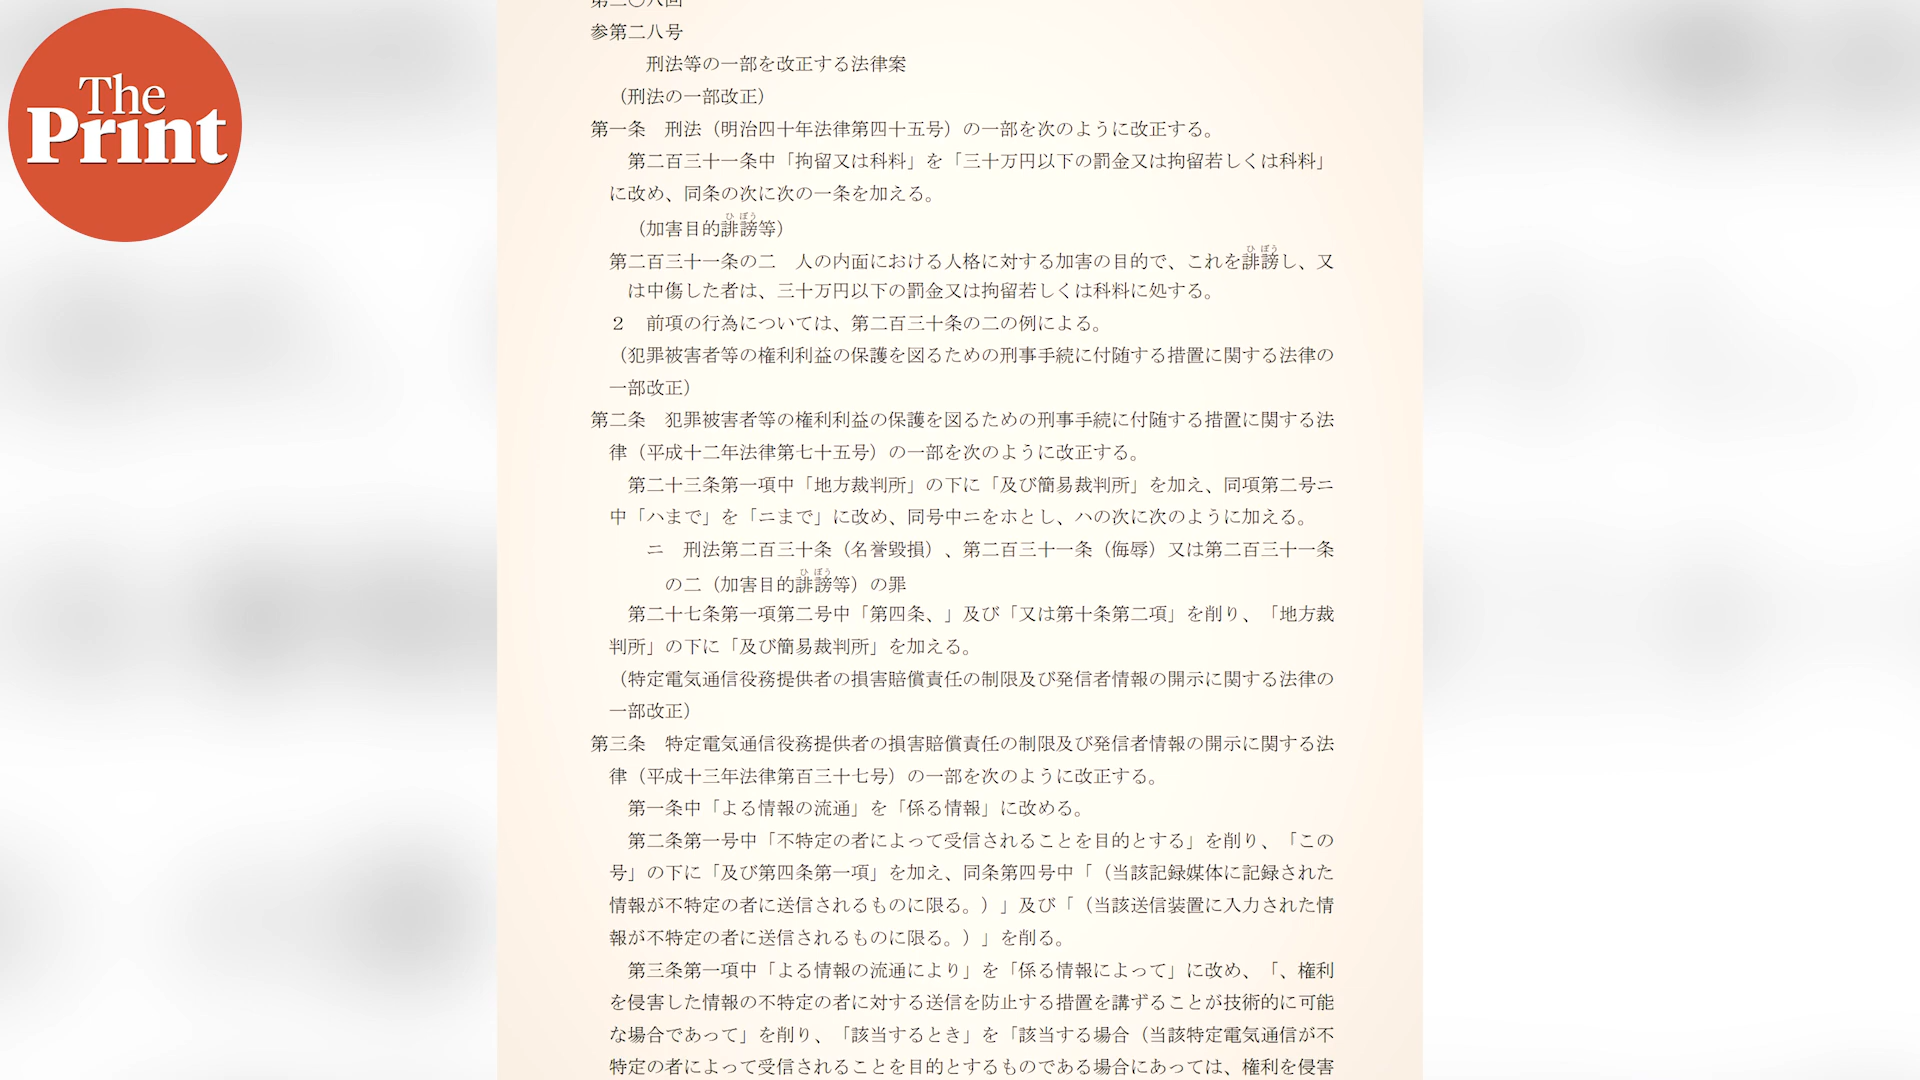 The
Print
第二〇八回
参第二八号
刑法等の一部を改正する法律案
(刑法の一部改正)
第一条　刑法(明治四十年法律第四十五号)の一部を次のように改正する。
第二百三十一条中「拘留又は科料」を「三十万円以下の罰金又は拘留若しくは科料」
に改め、同条の次に次の一条を加える。
ひ ぼう
(加害目的誹謗等)
ひ ぼう
第二百三十一条の二　人の内面における人格に対する加害の目的で、これを誹謗し、又
は中傷した者は、三十万円以下の罰金又は拘留若しくは科料に処する。
２　前項の行為については、第二百三十条の二の例による。
(犯罪被害者等の権利利益の保護を図るための刑事手続に付随する措置に関する法律の
一部改正)
第二条　犯罪被害者等の権利利益の保護を図るための刑事手続に付随する措置に関する法
律(平成十二年法律第七十五号)の一部を次のように改正する。
第二十三条第一項中「地方裁判所」の下に「及び簡易裁判所」を加え、同項第二号ニ
中「ハまで」を「ニまで」に改め、同号中ニをホとし、ハの次に次のように加える。
ニ　刑法第二百三十条(名誉毀損)、第二百三十一条(侮辱)又は第二百三十一条
ひ ぼう
の二(加害目的誹謗等)の罪
第二十七条第一項第二号中「第四条、」及び「又は第十条第二項」を削り、「地方裁
判所」の下に「及び簡易裁判所」を加える。
(特定電気通信役務提供者の損害賠償責任の制限及び発信者情報の開示に関する法律の
一部改正)
第三条　特定電気通信役務提供者の損害賠償責任の制限及び発信者情報の開示に関する法
律(平成十三年法律第百三十七号)の一部を次のように改正する。
第一条中「よる情報の流通」を「係る情報」に改める。
第二条第一号中「不特定の者によって受信されることを目的とする」を削り、「この
号」の下に「及び第四条第一項」を加え、同条第四号中「(当該記録媒体に記録された
情報が不特定の者に送信されるものに限る。)」及び「(当該送信装置に入力された情
報が不特定の者に送信されるものに限る。)」を削る。
第三条第一項中「よる情報の流通により」を「係る情報によって」に改め、「、権利
を侵害した情報の不特定の者に対する送信を防止する措置を講ずることが技術的に可能
な場合であって」を削り、「該当するとき」を「該当する場合(当該特定電気通信が不
特定の者によって受信されることを目的とするものである場合にあっては、権利を侵害